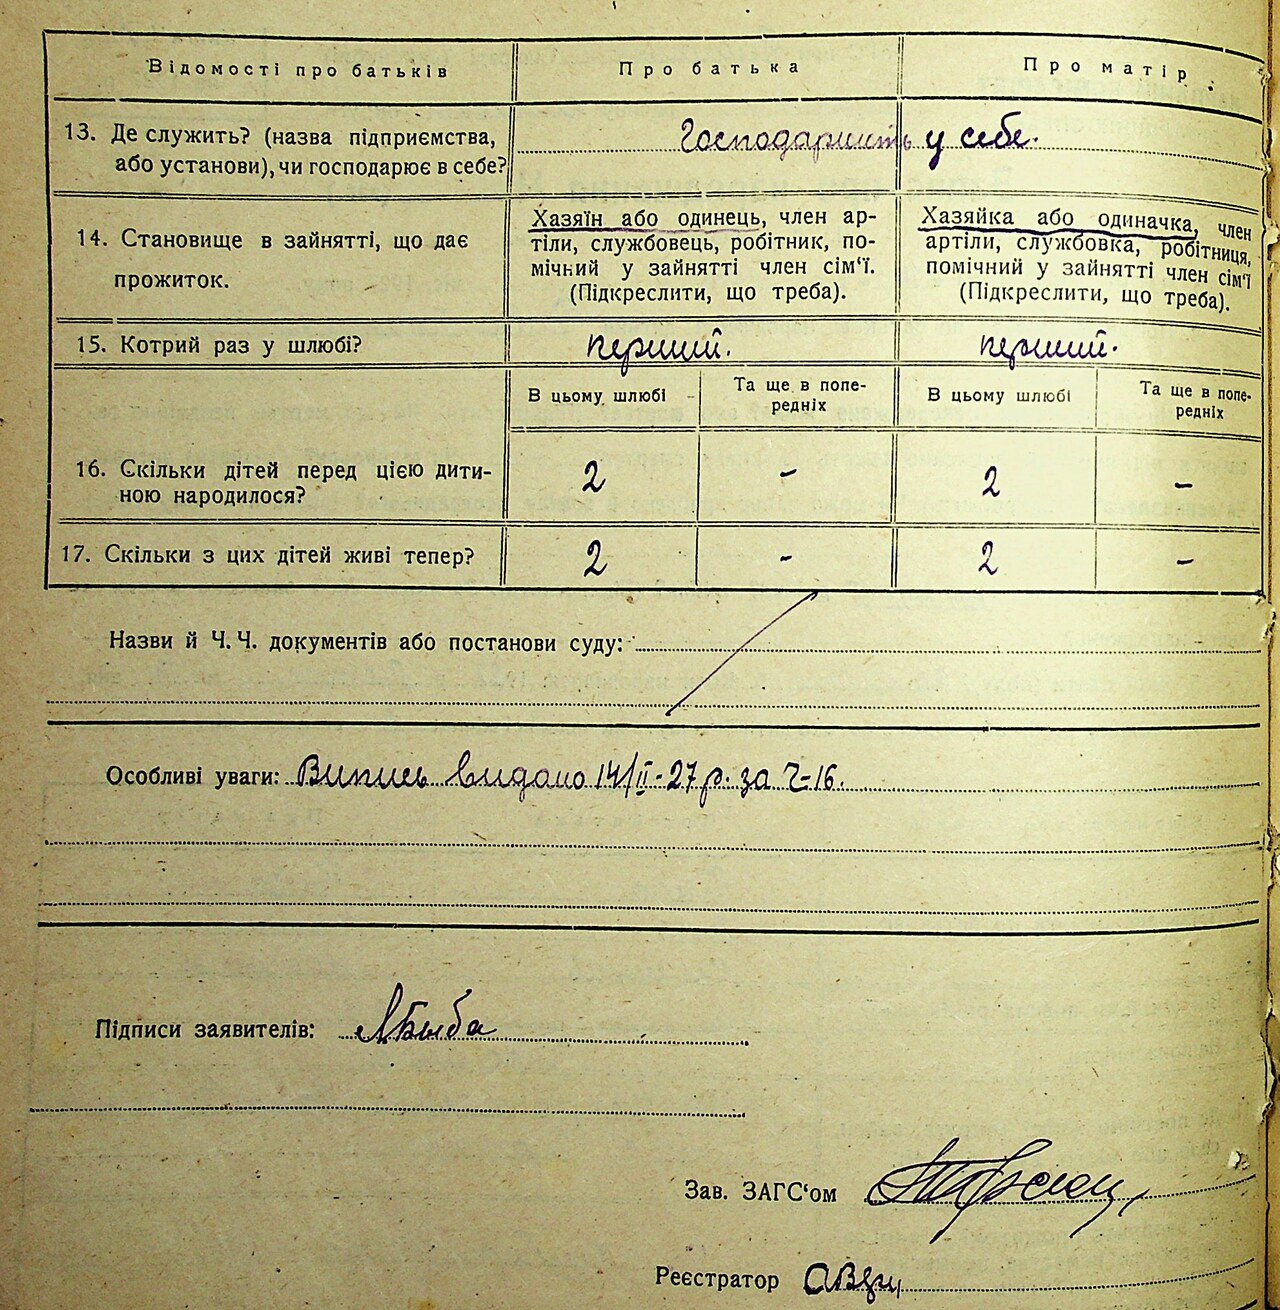 Відомості про батьків Про батька Про матір
13. Де служить? (назва підприємства, або установи), чи господарює в себе?
Господаришть у себе.
14. Становище в зайнятті, що дає прожиток.
Хазяїн або одинець, член ар-
тіли, службовець, робітник, по-
мічний у зайнятті член сім‘ї.
(Підкреслити, що треба).
Хазяйка або одиначка, член
артіли, службовка, робітниця,
помічний у зайнятті член сім‘ї
(Підкреслити, що треба).
15. Котрий раз у шлюбі? перший. перший.
В цьому шлюбі Та ще в попе-
редніх В цьому шлюбі Та ще в попе-
редніх
16. Скільки дітей перед цією дити-
ною народилося? 2 - 2 -
17. Скільки з цих дітей живі тепер? 2 - 2 -
Назви й Ч. Ч. документів або постанови суду:
Особливі уваги: Випись видано 14/II-27 р. за Ч-16.
Підписи заявителів:
Зав. ЗАГС‘ом
Реєстратор